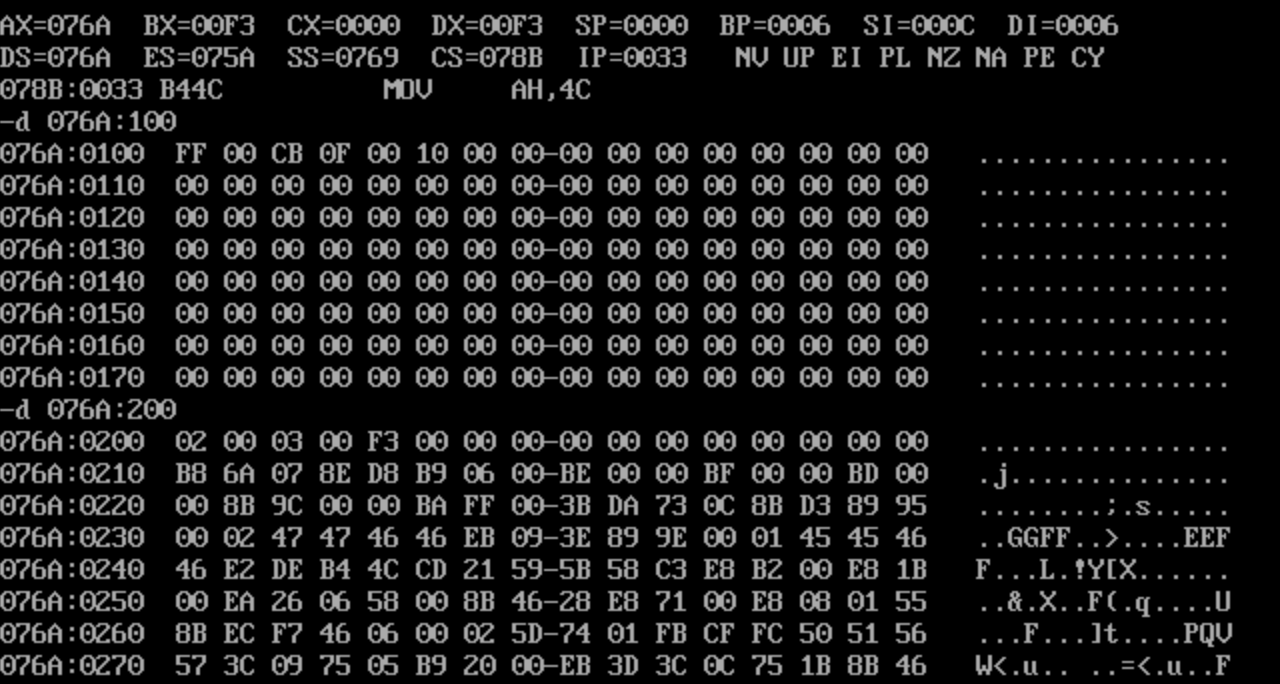 AX=076A  BX=00F3  CX=0000  DX=00F3  SP=0000  BP=0006  SI=000C  DI=0006
DS=076A  ES=075A  SS=0769  CS=078B  IP=0033   NV UP EI PL NZ NA PE CY
078B:0033 B44C          MOV     AH,4C
-d 076A:100
076A:0100  FF 00 CB 0F 00 10 00 00-00 00 00 00 00 00 00 00   ................
076A:0110  00 00 00 00 00 00 00 00-00 00 00 00 00 00 00 00   ................
076A:0120  00 00 00 00 00 00 00 00-00 00 00 00 00 00 00 00   ................
076A:0130  00 00 00 00 00 00 00 00-00 00 00 00 00 00 00 00   ................
076A:0140  00 00 00 00 00 00 00 00-00 00 00 00 00 00 00 00   ................
076A:0150  00 00 00 00 00 00 00 00-00 00 00 00 00 00 00 00   ................
076A:0160  00 00 00 00 00 00 00 00-00 00 00 00 00 00 00 00   ................
076A:0170  00 00 00 00 00 00 00 00-00 00 00 00 00 00 00 00   ................
-d 076A:200
076A:0200  02 00 03 00 F3 00 00 00-00 00 00 00 00 00 00 00   ................
076A:0210  B8 6A 07 8E D8 B9 06 00-BE 00 00 BF 00 00 BD 00   .j..............
076A:0220  00 8B 9C 00 00 BA FF 00-3B DA 73 0C 8B D3 89 95   ........;.s.....
076A:0230  00 02 47 47 46 46 EB 09-3E 89 9E 00 01 45 45 46   ..GGFF..>....EEF
076A:0240  46 E2 DE B4 4C CD 21 59-5B 58 C3 E8 B2 00 E8 1B   F...L.!Y[X......
076A:0250  00 EA 26 06 58 00 8B 46-28 E8 71 00 E8 08 01 55   ..&.X..F(.q....U
076A:0260  8B EC F7 46 06 00 02 5D-74 01 FB CF FC 50 51 56   ...F...]t....PQV
076A:0270  57 3C 09 75 05 B9 20 00-EB 3D 3C 0C 75 1B 8B 46   W<.u.. ..=<.u..F